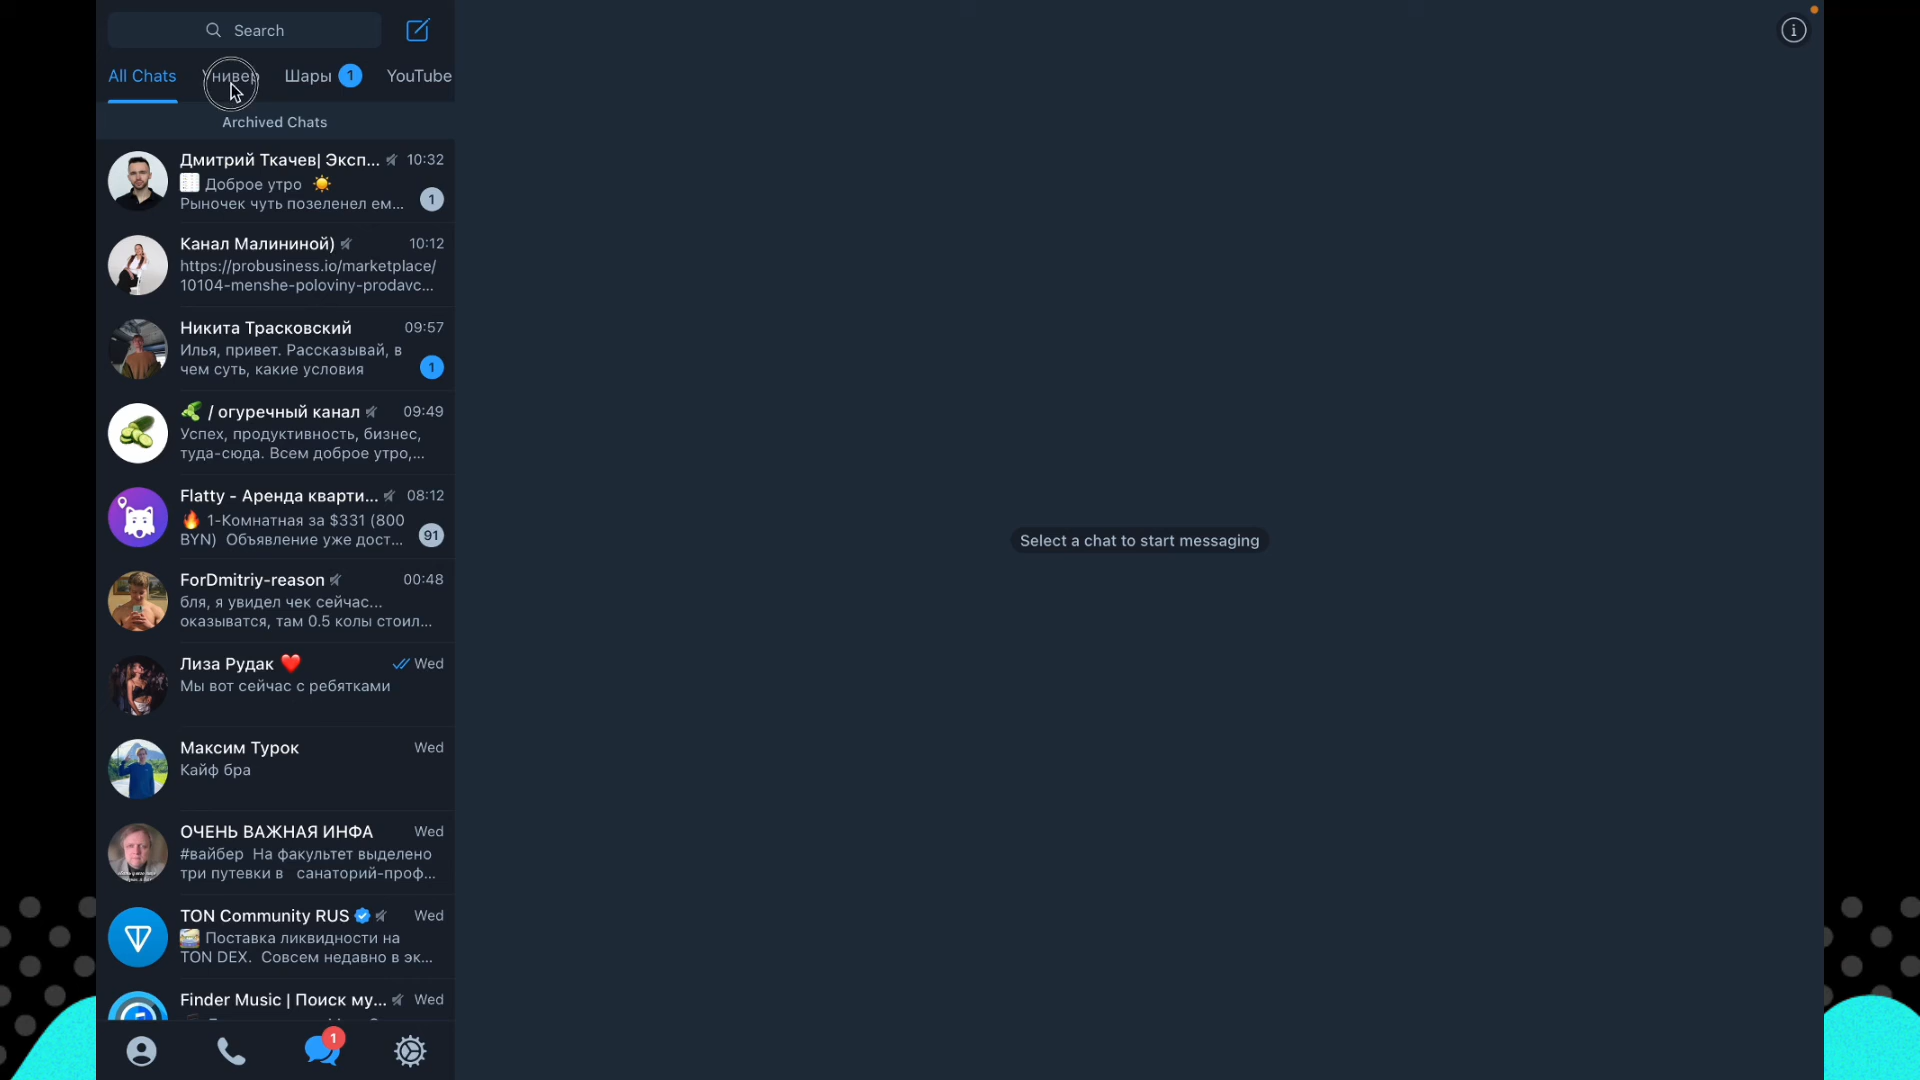 Search
All Chats Универ Шары 1 YouTube
Archived Chats
Дмитрий Ткачев| Эксп... 10:32
Доброе утро ☀️
Рыночек чуть позеленел ем... 1
Канал Малининой) 10:12
https://probusiness.io/marketplace/
10104-menshe-poloviny-prodavc...
Никита Трасковский 09:57
Илья, привет. Рассказывай, в
чем суть, какие условия 1
🥒 / огуречный канал 09:49
Успех, продуктивность, бизнес,
туда-сюда. Всем доброе утро,...
Flatty - Аренда кварти... 08:12
🔥 1-Комнатная за $331 (800
BYN) Объявление уже дост... 91
ForDmitriy-reason 00:48
бля, я увидел чек сейчас...
оказыватся, там 0.5 колы стоил...
Лиза Рудак ❤️ Wed
Мы вот сейчас с ребятками
Максим Турок Wed
Кайф бра
ОЧЕНЬ ВАЖНАЯ ИНФА Wed
#вайбер На факультет выделено
три путевки в санаторий-проф...
TON Community RUS Wed
Поставка ликвидности на
TON DEX. Совсем недавно в эк...
Finder Music | Поиск му... Wed
1
Select a chat to start messaging